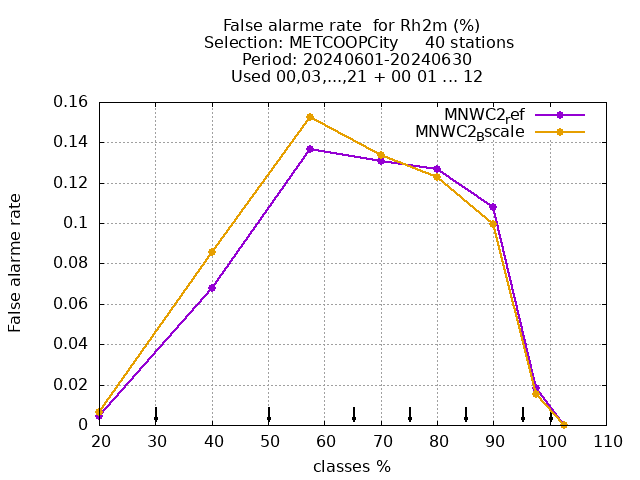 False alarme rate  for Rh2m (%)
Selection: METCOOPCity     40 stations
Period: 20240601-20240630
Used 00,03,...,21 + 00 01 ... 12
MNWC2ref
MNWC2Bscale
False alarme rate
0.16
0.14
0.12
0.1
0.08
0.06
0.04
0.02
0
20 30 40 50 60 70 80 90 100 110
classes %